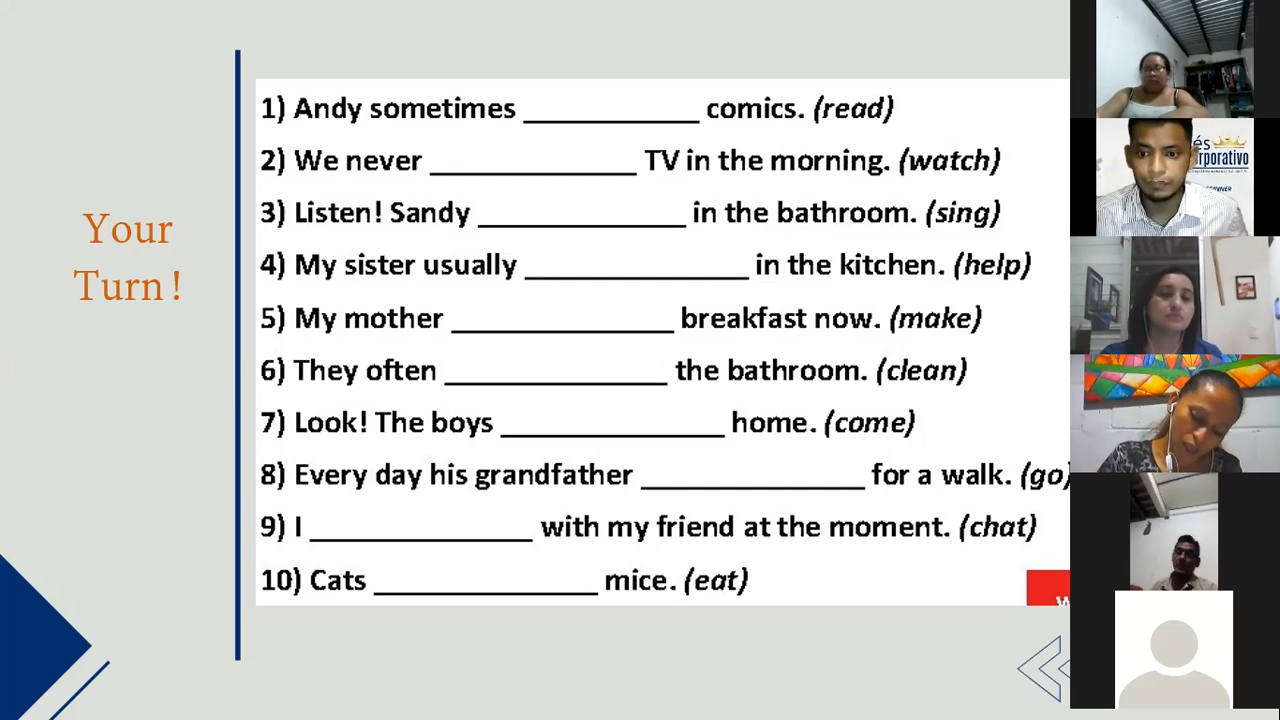 Your
Turn!
1) Andy sometimes ____________ comics. (read)
2) We never ______________ TV in the morning. (watch)
3) Listen! Sandy ______________ in the bathroom. (sing)
4) My sister usually _______________ in the kitchen. (help)
5) My mother _______________ breakfast now. (make)
6) They often _______________ the bathroom. (clean)
7) Look! The boys _______________ home. (come)
8) Every day his grandfather _______________ for a walk. (go)
9) I _______________ with my friend at the moment. (chat)
10) Cats _______________ mice. (eat)